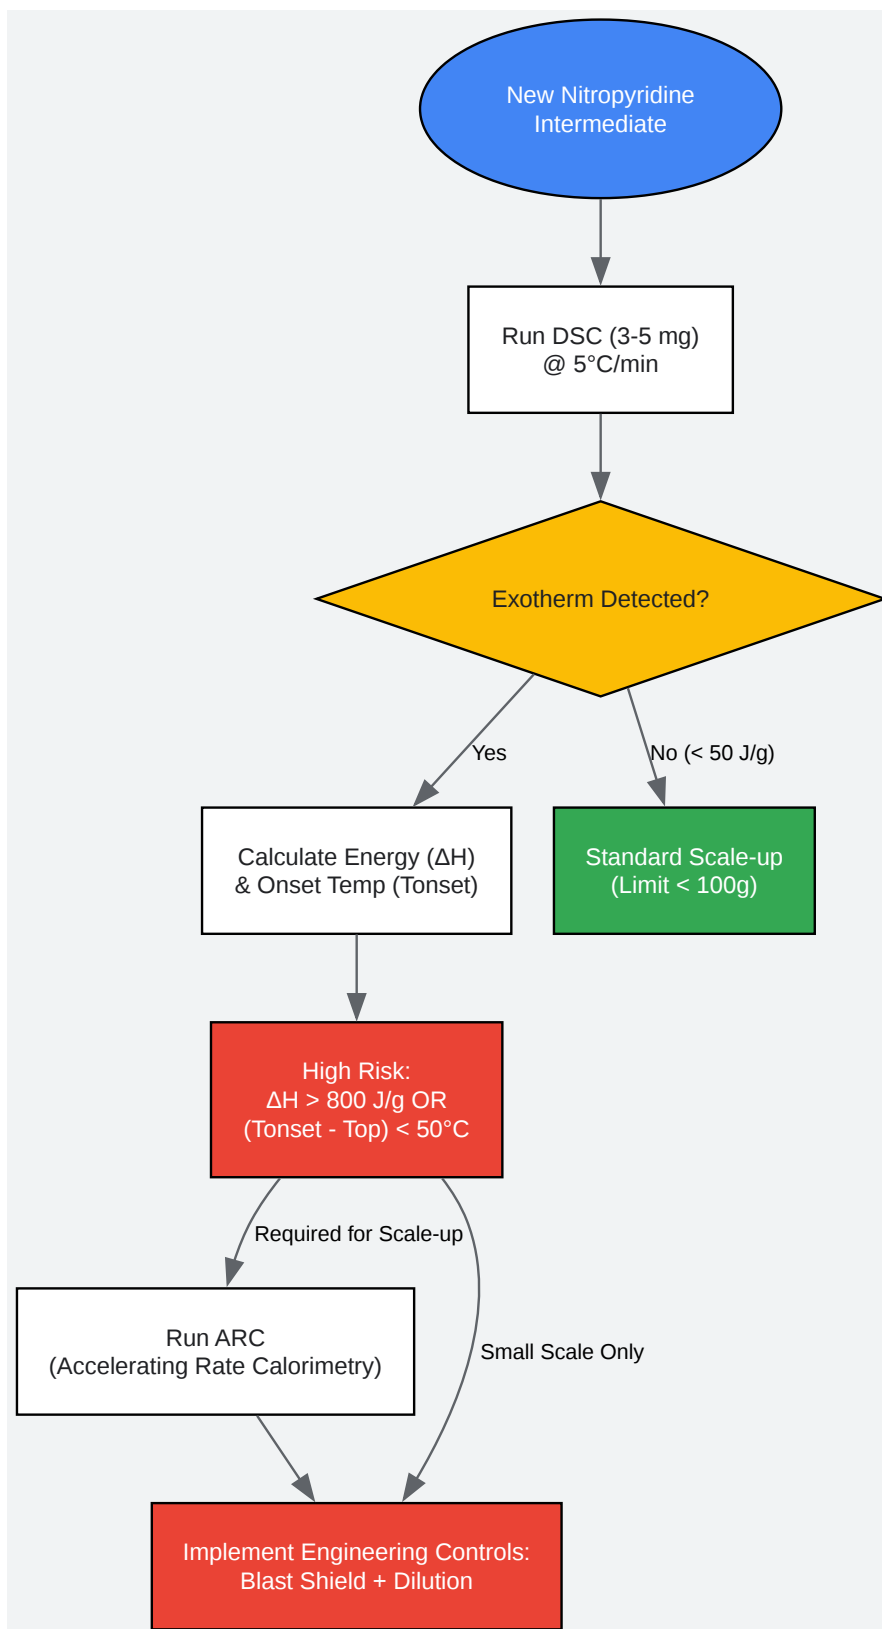 New Nitropyridine
Intermediate
Run DSC (3-5 mg)
@ 5°C/min
Exotherm Detected?
Yes
No (< 50 J/g)
Calculate Energy (ΔH)
& Onset Temp (Tonset)
Standard Scale-up
(Limit < 100g)
High Risk:
ΔH > 800 J/g OR
(Tonset - Top) < 50°C
Required for Scale-up
Run ARC
(Accelerating Rate Calorimetry)
Small Scale Only
Implement Engineering Controls:
Blast Shield + Dilution